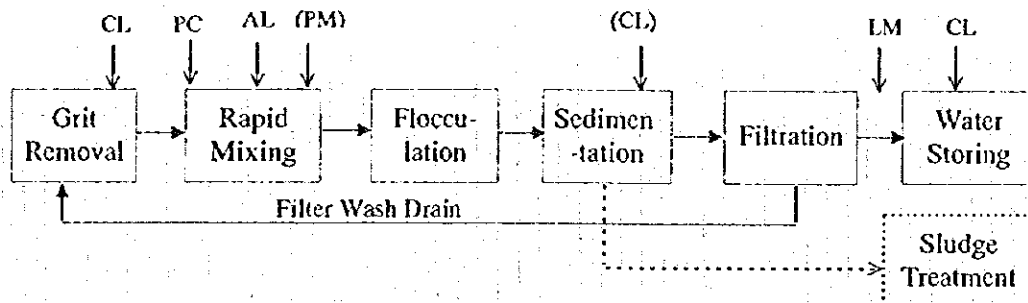 CL PC AL (PM) (CL) LM CL
Grit
Removal
Rapid
Mixing
Floccu-
lation
Sedimen
-tation
Filtration
Water
Storing
Filter Wash Drain
Sludge
Treatment